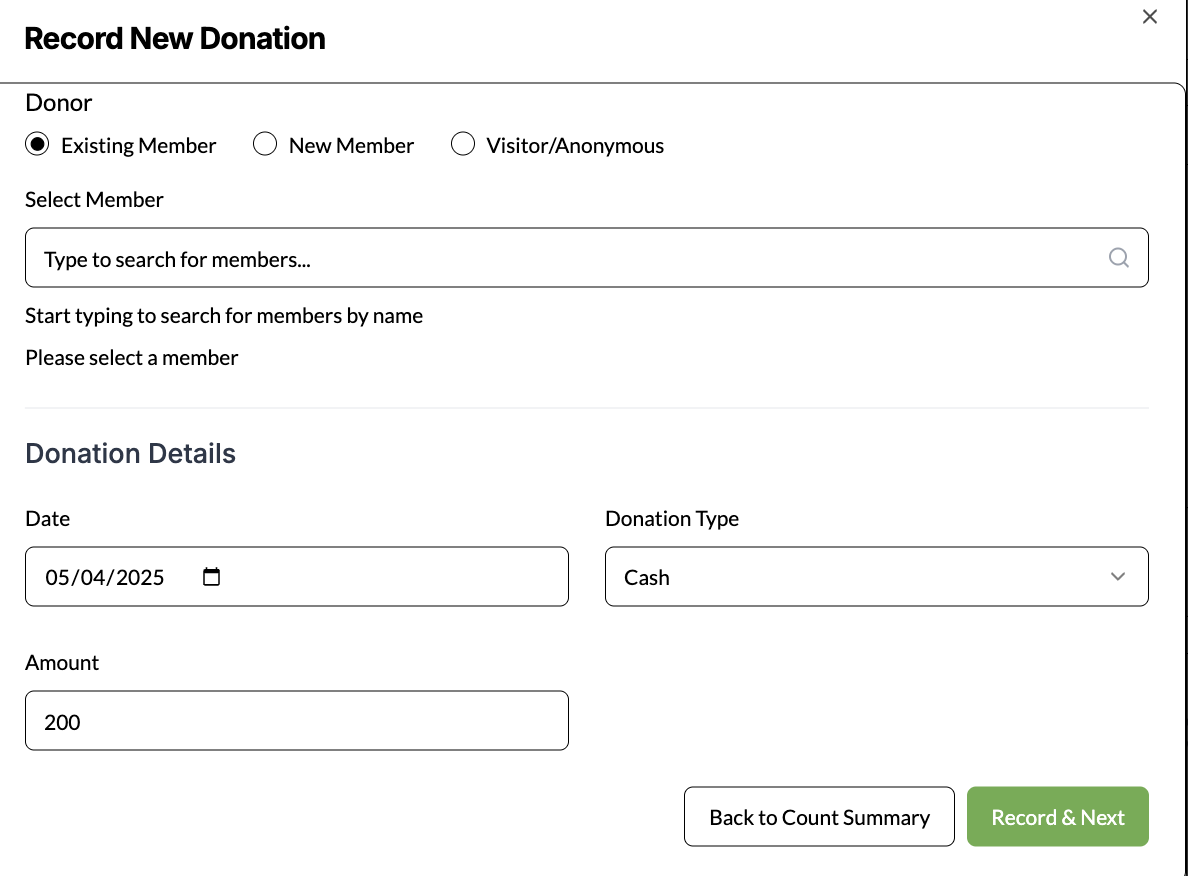 Record New Donation
Donor
Existing Member New Member Visitor/Anonymous
Select Member
Type to search for members...
Start typing to search for members by name
Please select a member
Donation Details
Date Donation Type
05/04/2025 Cash
Amount
200
Back to Count Summary Record & Next